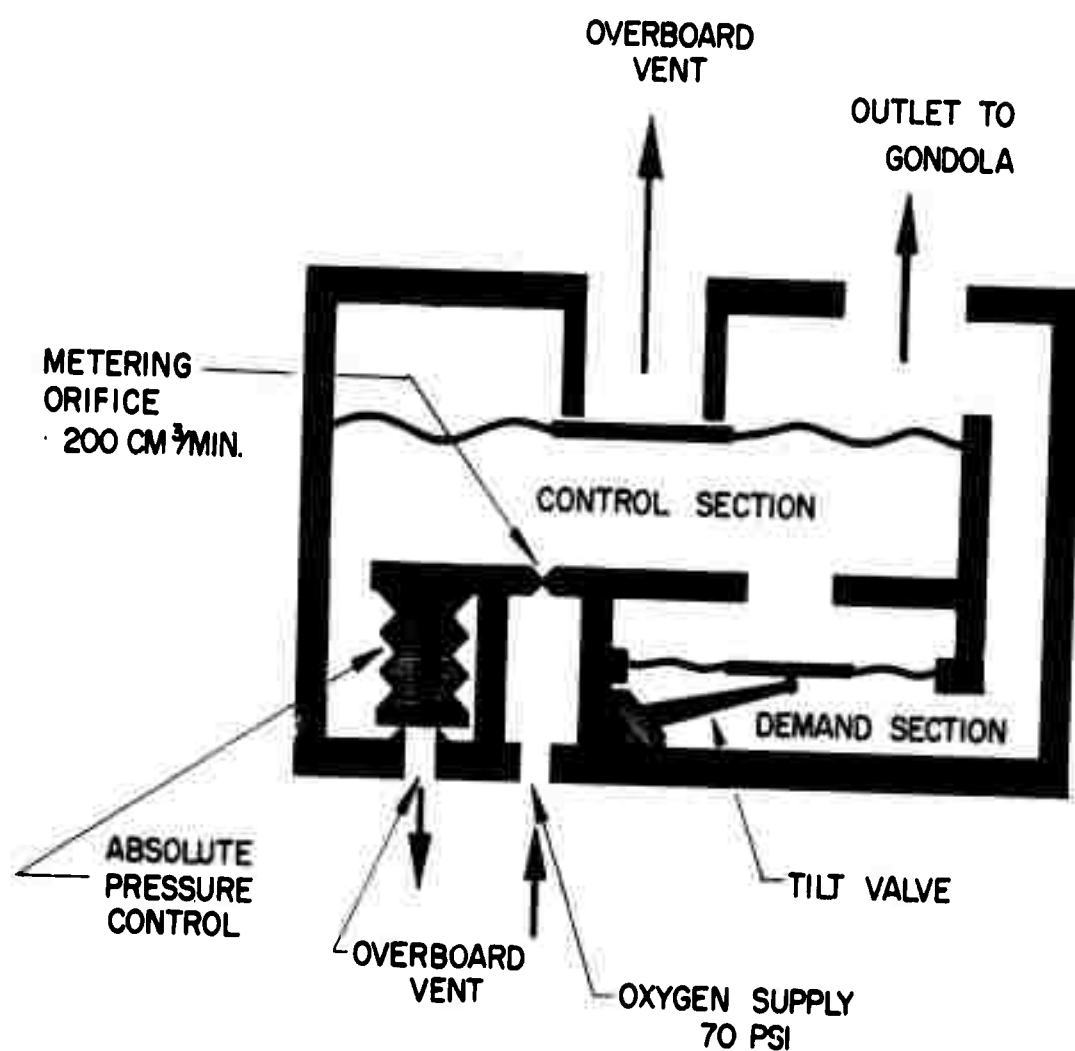 OVERBOARD
VENT
OUTLET TO
GONDOLA
METERING
ORIFICE
200 CM³/MIN.
CONTROL SECTION
DEMAND SECTION
ABSOLUTE
PRESSURE
CONTROL
OVERBOARD
VENT
TILT VALVE
OXYGEN SUPPLY
70 PSI